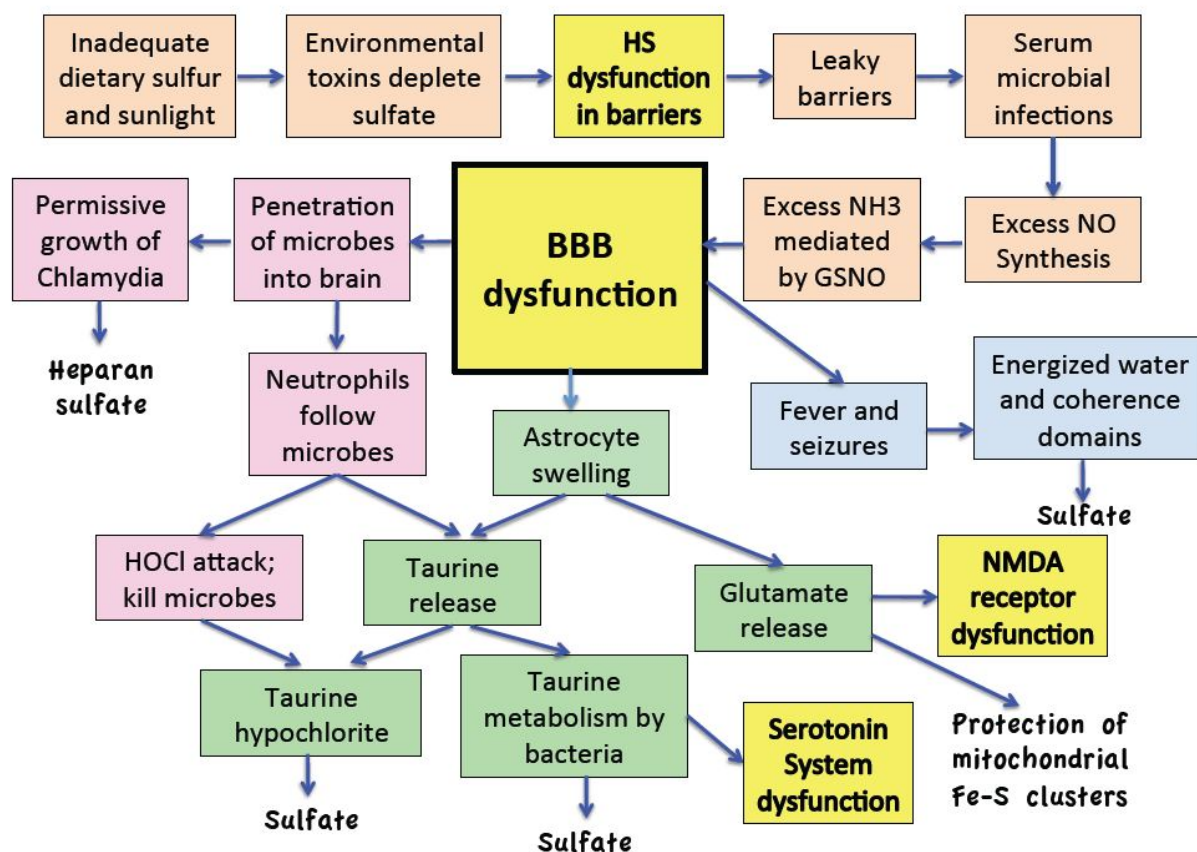 Inadequate
dietary sulfur
and sunlight
Environmental
toxins deplete
sulfate
HS
dysfunction
in barriers
Leaky
barriers
Serum
microbial
infections
Permissive
growth of
Chlamydia
Penetration
of microbes
into brain
BBB
dysfunction
Excess NH3
mediated
by GSNO
Excess NO
Synthesis
Heparan
sulfate
Neutrophils
follow
microbes
Astrocyte
swelling
Fever and
seizures
Energized water
and coherence
domains
Sulfate
HOCl attack;
kill microbes
Taurine
release
Glutamate
release
NMDA
receptor
dysfunction
Taurine
hypochlorite
Taurine
metabolism by
bacteria
Serotonin
System
dysfunction
Protection of
mitochondrial
Fe-S clusters
Sulfate
Sulfate